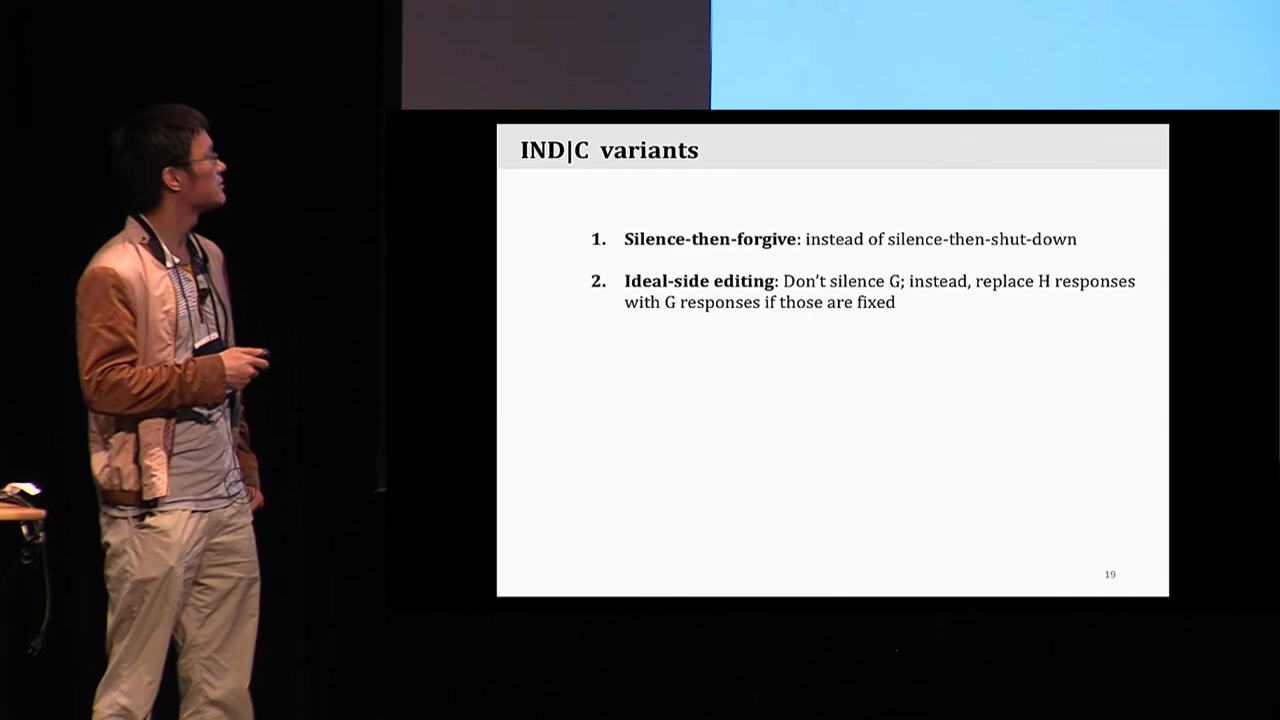 IND|C variants
1. Silence-then-forgive: instead of silence-then-shut-down
2. Ideal-side editing: Don’t silence G; instead, replace H responses
with G responses if those are fixed
19